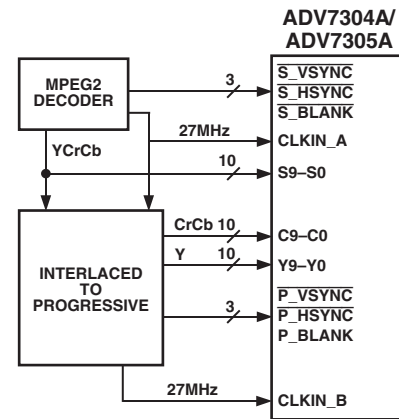 ADV7304A/
ADV7305A
MPEG2
DECODER
3
S_VSYNC
S_HSYNC
S_BLANK
27MHz
CLKIN_A
YCrCb
10
S9–S0
INTERLACED
TO
PROGRESSIVE
CrCb 10
C9–C0
Y 10
Y9–Y0
3
P_VSYNC
P_HSYNC
P_BLANK
27MHz
CLKIN_B